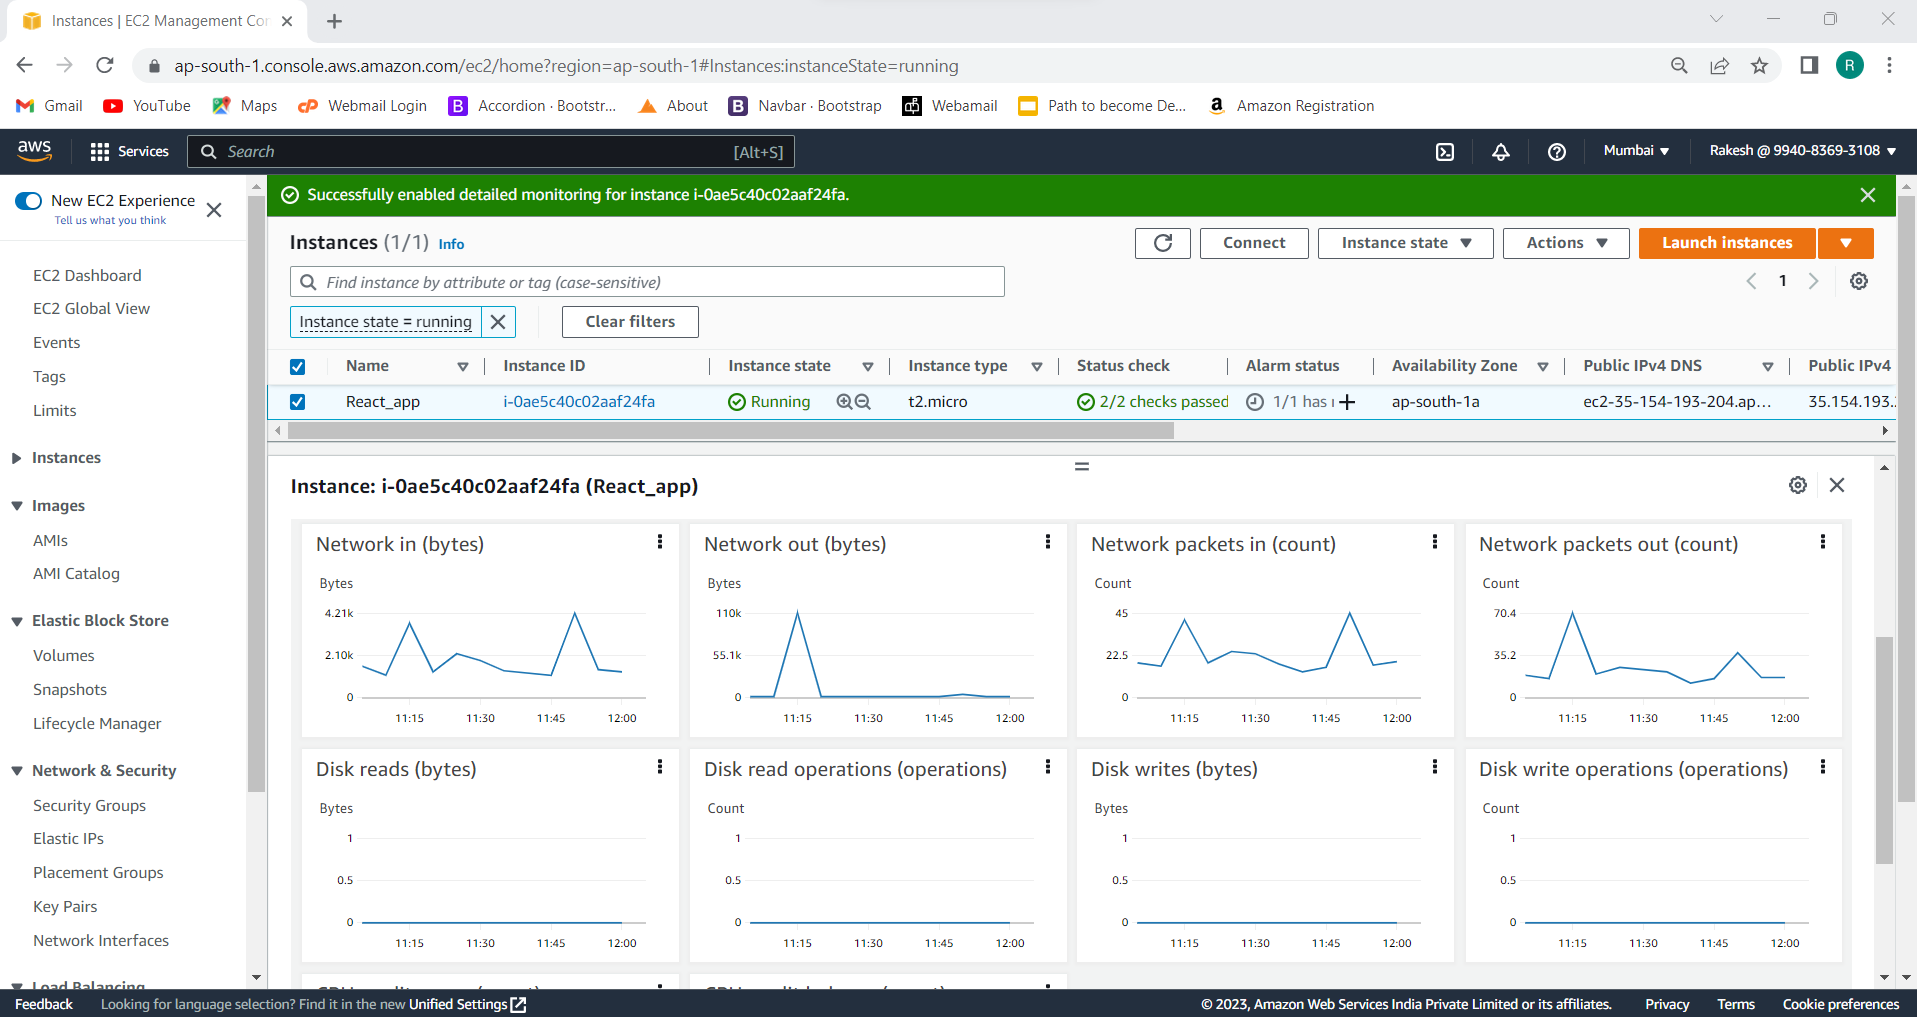 Instances | EC2 Management Con
ap-south-1.console.aws.amazon.com/ec2/home?region=ap-south-1#Instances:instanceState=running
R
Gmail YouTube Maps Webmail Login Accordion · Bootstr... About Navbar · Bootstrap Webamail Path to become De... Amazon Registration
aws Services Search [Alt+S] Mumbai Rakesh @ 9940-8369-3108
New EC2 Experience
Tell us what you think
EC2 Dashboard
EC2 Global View
Events
Tags
Limits
Instances
Images
AMIs
AMI Catalog
Elastic Block Store
Volumes
Snapshots
Lifecycle Manager
Network & Security
Security Groups
Elastic IPs
Placement Groups
Key Pairs
Network Interfaces
Load Balancing
Successfully enabled detailed monitoring for instance i-0ae5c40c02aaf24fa.
Instances (1/1) Info
Connect Instance state Actions Launch instances
Find instance by attribute or tag (case-sensitive)
1
Instance state = running Clear filters
Name Instance ID Instance state Instance type Status check Alarm status Availability Zone Public IPv4 DNS Public IPv4
React_app i-0ae5c40c02aaf24fa Running t2.micro 2/2 checks passed 1/1 has ap-south-1a ec2-35-154-193-204.ap... 35.154.193.
Instance: i-0ae5c40c02aaf24fa (React_app)
Network in (bytes)
Bytes
4.21k
2.10k
0
11:15 11:30 11:45 12:00
Network out (bytes)
Bytes
110k
55.1k
0
11:15 11:30 11:45 12:00
Network packets in (count)
Count
45
22.5
0
11:15 11:30 11:45 12:00
Network packets out (count)
Count
70.4
35.2
0
11:15 11:30 11:45 12:00
Disk reads (bytes)
Bytes
1
0.5
0
11:15 11:30 11:45 12:00
Disk read operations (operations)
Count
1
0.5
0
11:15 11:30 11:45 12:00
Disk writes (bytes)
Bytes
1
0.5
0
11:15 11:30 11:45 12:00
Disk write operations (operations)
Count
1
0.5
0
11:15 11:30 11:45 12:00
Feedback Looking for language selection? Find it in the new Unified Settings © 2023, Amazon Web Services India Private Limited or its affiliates. Privacy Terms Cookie preferences